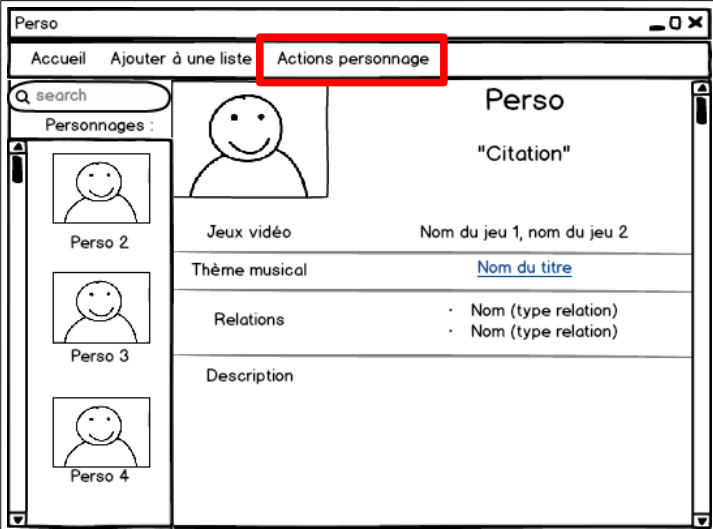 Perso
Accueil Ajouter à une liste Actions personnage
search
Personnages :
Perso 2
Perso 3
Perso 4
Perso
"Citation"
Jeux vidéo Nom du jeu 1, nom du jeu 2
Thème musical Nom du titre
Relations · Nom (type relation)
· Nom (type relation)
Description